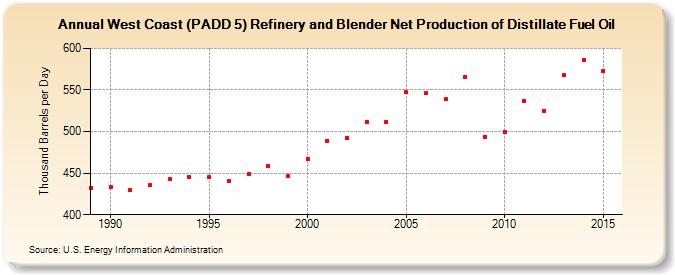 Annual West Coast (PADD 5) Refinery and Blender Net Production of Distillate Fuel Oil
Thousand Barrels per Day
600
550
500
450
400
1990 1995 2000 2005 2010 2015
Source: U.S. Energy Information Administration